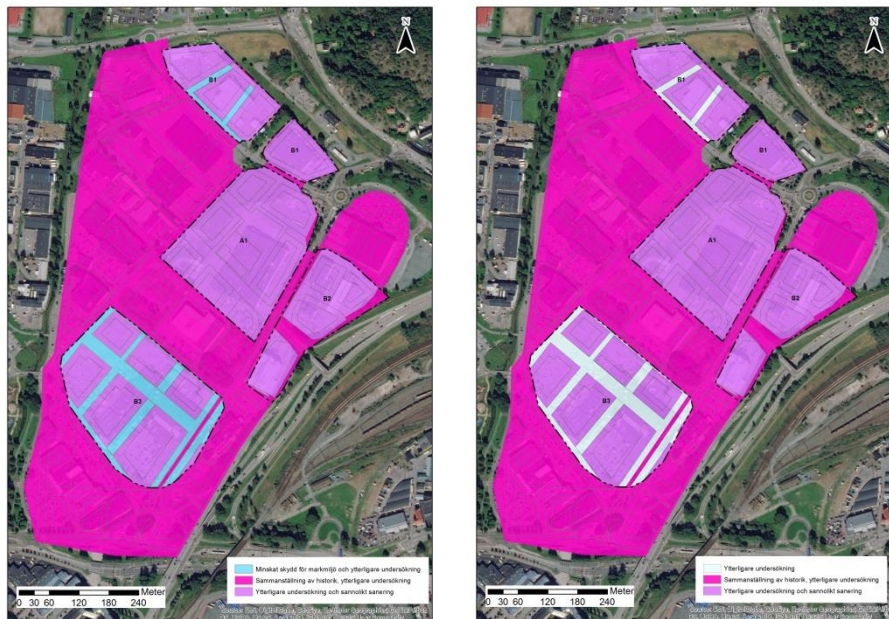 N
B1
B1
A1
B2
B3
Minskat skydd för markmiljö och ytterligare undersökning
Sammanställning av historik, ytterligare undersökning
Ytterligare undersökning och sannolikt sanering
Meter
0 30 60 120 180 240
N
B1
B1
A1
B2
B3
Ytterligare undersökning
Sammanställning av historik, ytterligare undersökning
Ytterligare undersökning och sannolikt sanering
Meter
0 30 60 120 180 240